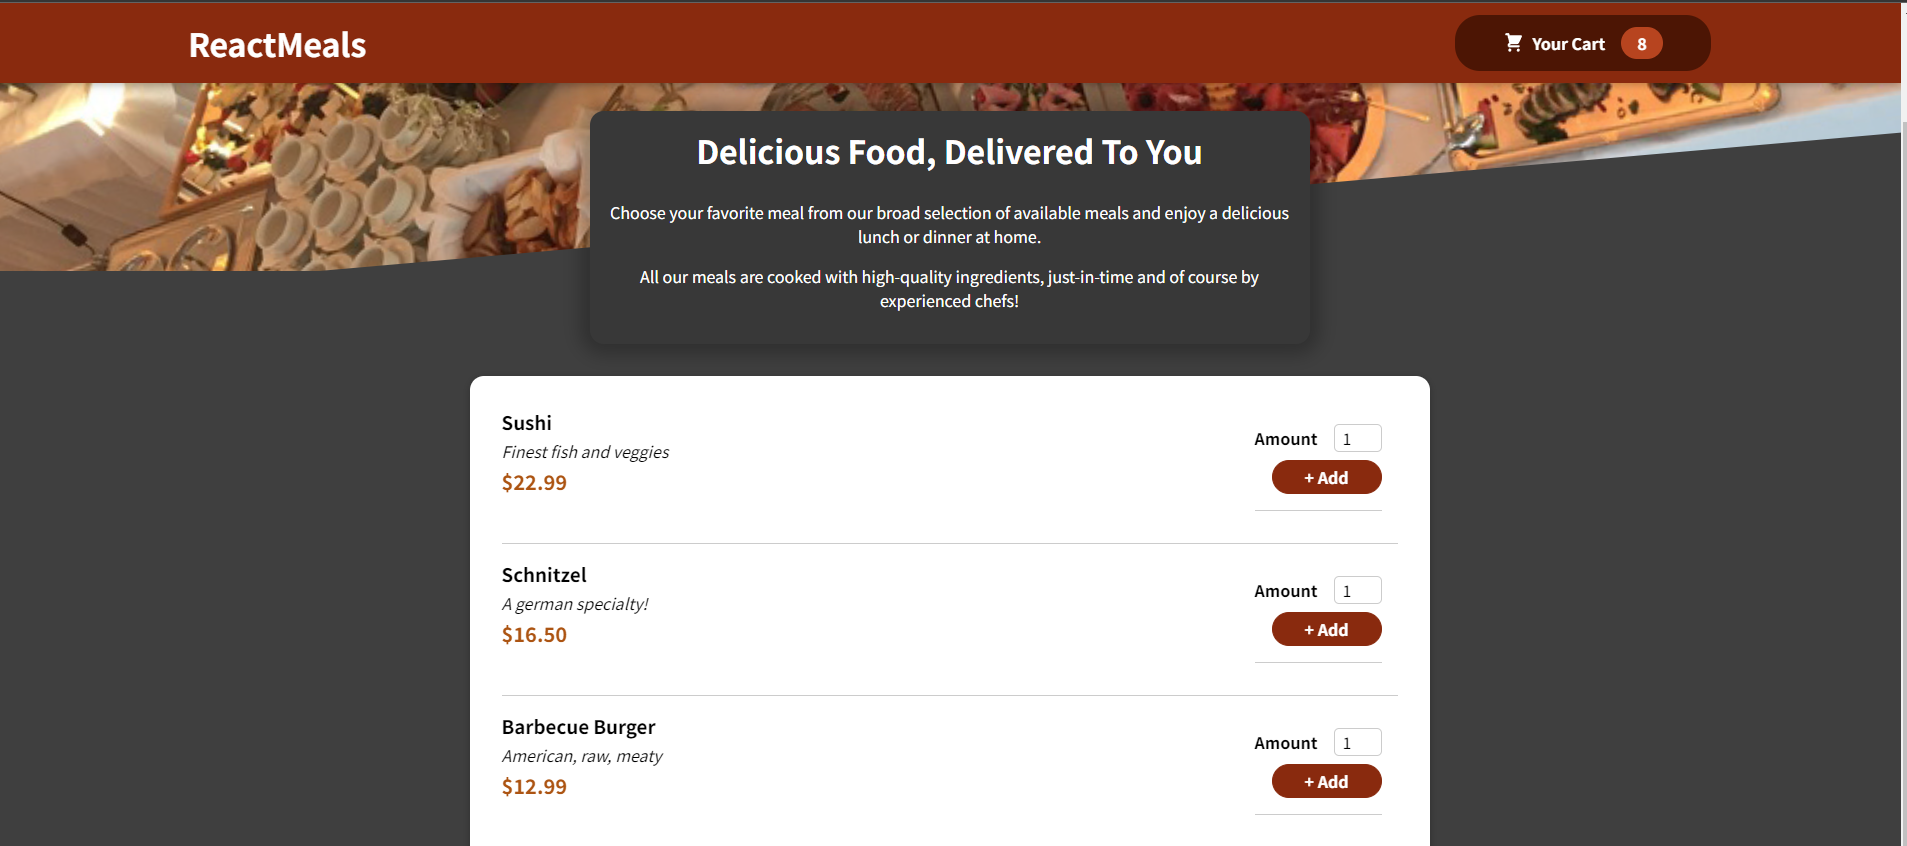 ReactMeals
Your Cart 8
Delicious Food, Delivered To You
Choose your favorite meal from our broad selection of available meals and enjoy a delicious
lunch or dinner at home.
All our meals are cooked with high-quality ingredients, just-in-time and of course by
experienced chefs!
Sushi
Finest fish and veggies
$22.99
Amount 1
+ Add
Schnitzel
A german specialty!
$16.50
Amount 1
+ Add
Barbecue Burger
American, raw, meaty
$12.99
Amount 1
+ Add